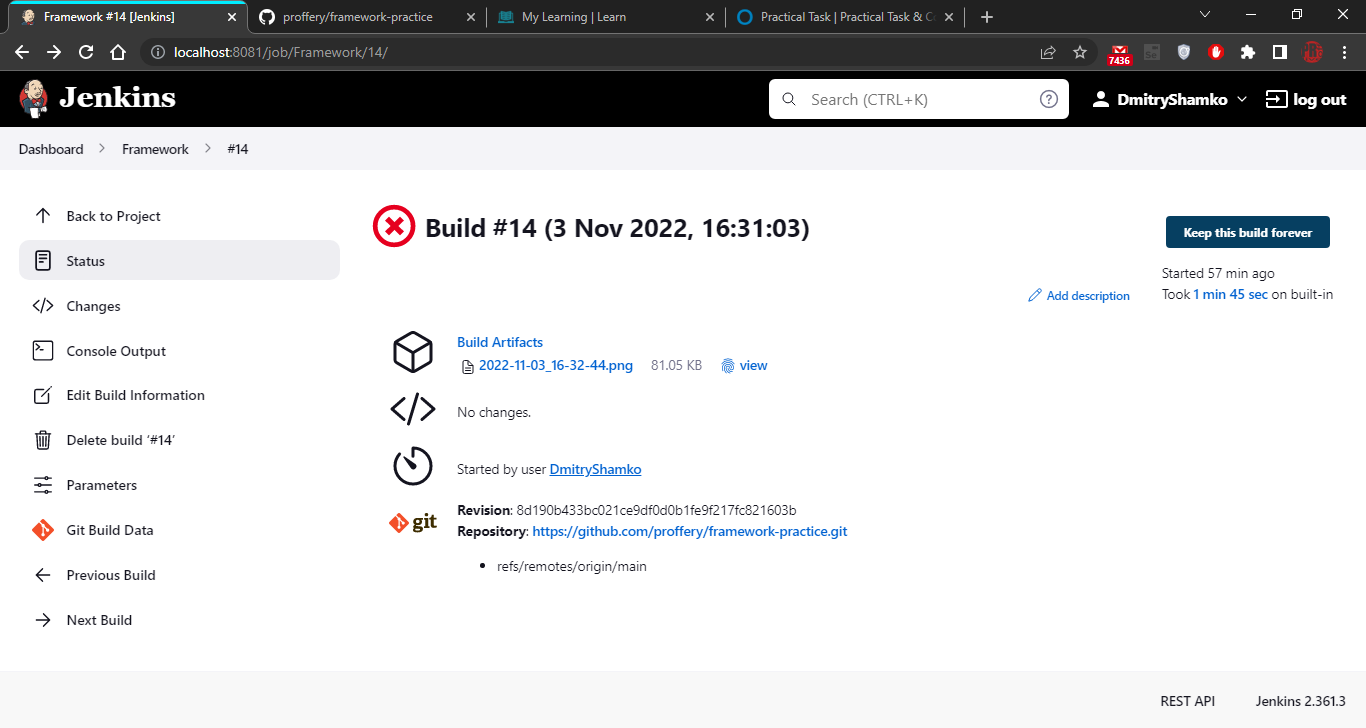 Framework #14 [Jenkins]
proffery/framework-practice
My Learning | Learn
Practical Task | Practical Task & C
localhost:8081/job/Framework/14/
7436
Jenkins
Search (CTRL+K)
DmitryShamko
log out
Dashboard
Framework
#14
Back to Project
Status
Changes
Console Output
Edit Build Information
Delete build ‘#14’
Parameters
Git Build Data
Previous Build
Next Build
Build #14 (3 Nov 2022, 16:31:03)
Keep this build forever
Started 57 min ago
Took 1 min 45 sec on built-in
Add description
Build Artifacts
2022-11-03_16-32-44.png 81.05 KB view
No changes.
Started by user DmitryShamko
git
Revision: 8d190b433bc021ce9df0d0b1fe9f217fc821603b
Repository: https://github.com/proffery/framework-practice.git
refs/remotes/origin/main
REST API
Jenkins 2.361.3